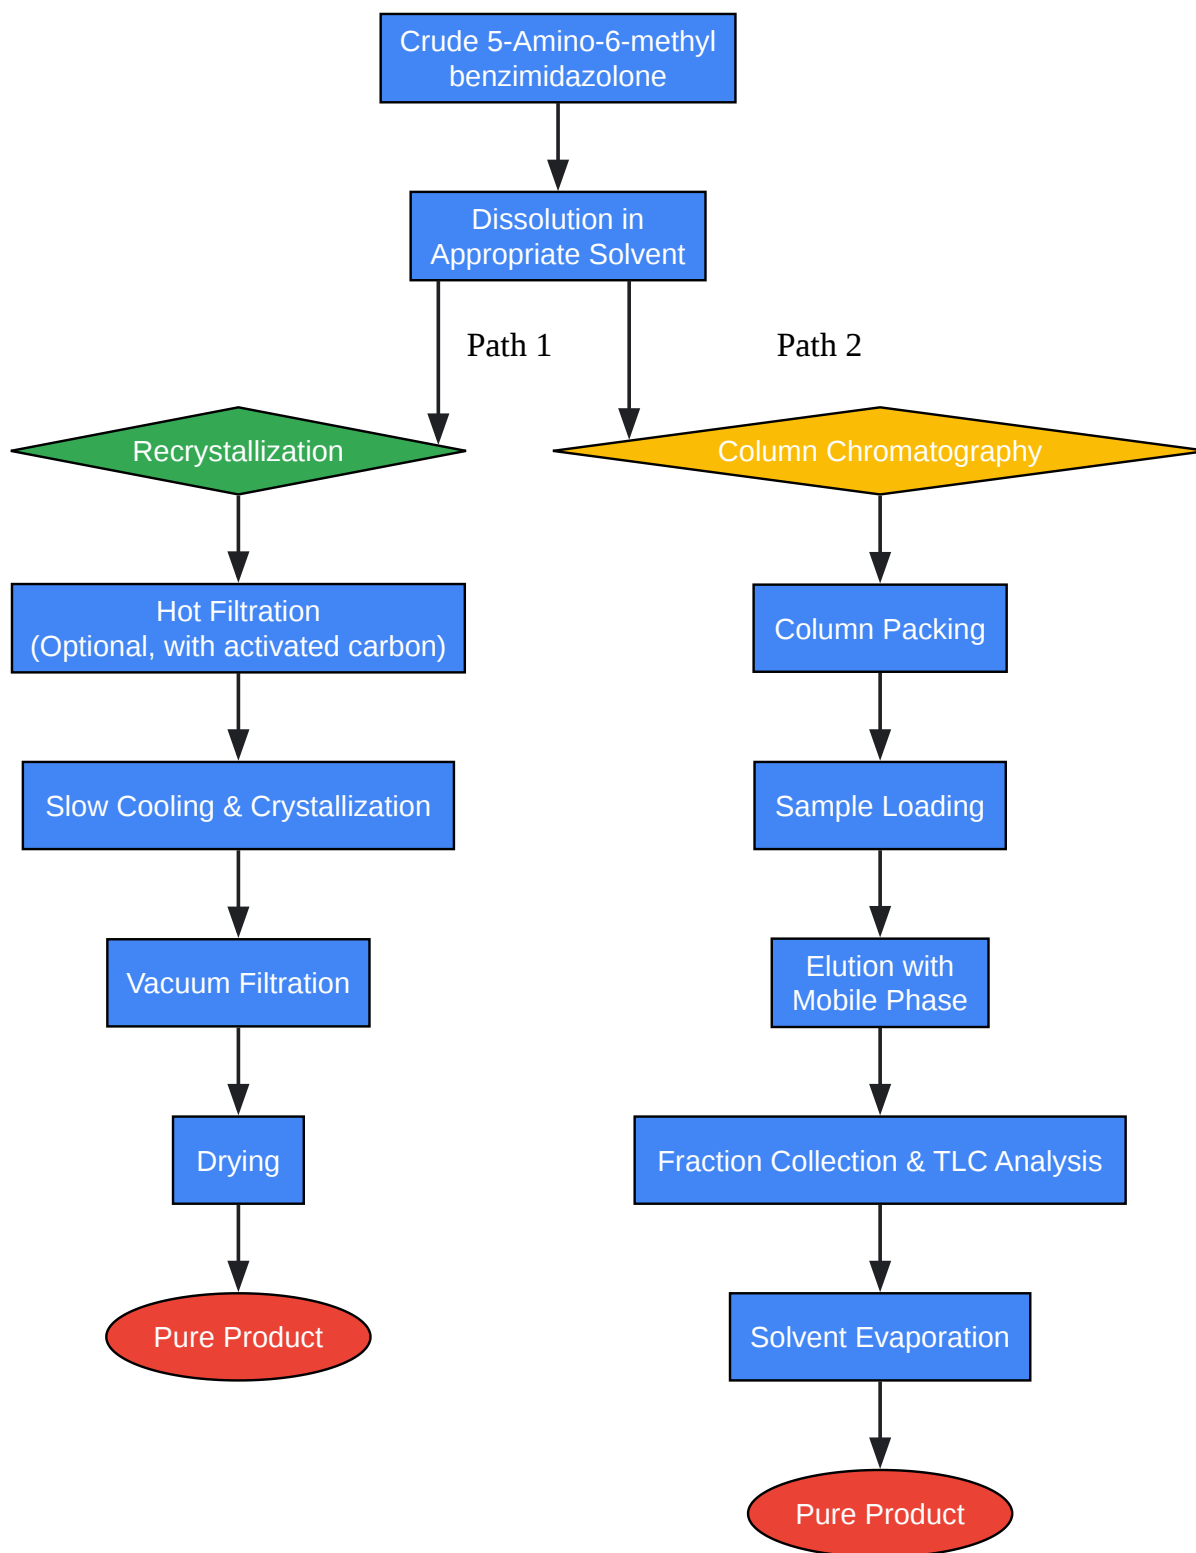 Crude 5-Amino-6-methyl
benzimidazolone
Dissolution in
Appropriate Solvent
Path 1
Path 2
Recrystallization
Column Chromatography
Hot Filtration
(Optional, with activated carbon)
Column Packing
Slow Cooling & Crystallization
Sample Loading
Vacuum Filtration
Elution with
Mobile Phase
Drying
Fraction Collection & TLC Analysis
Pure Product
Solvent Evaporation
Pure Product